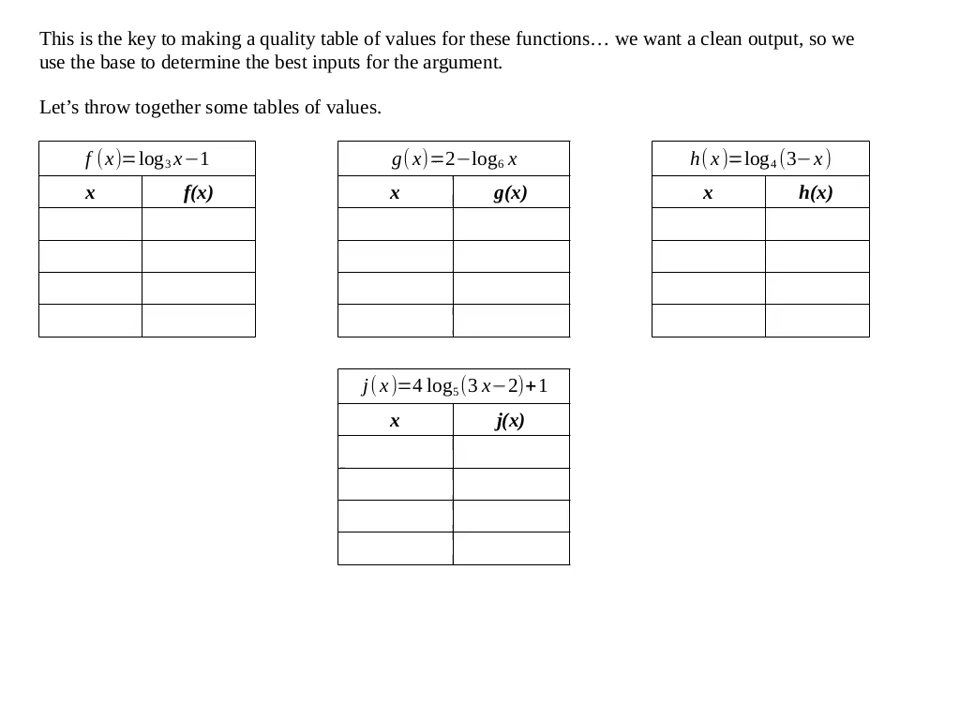 This is the key to making a quality table of values for these functions… we want a clean output, so we
use the base to determine the best inputs for the argument.
Let’s throw together some tables of values.
f(x)=log₃x−1
x f(x)
g(x)=2−log₆x
x g(x)
h(x)=log₄(3−x)
x h(x)
j(x)=4log₅(3x−2)+1
x j(x)